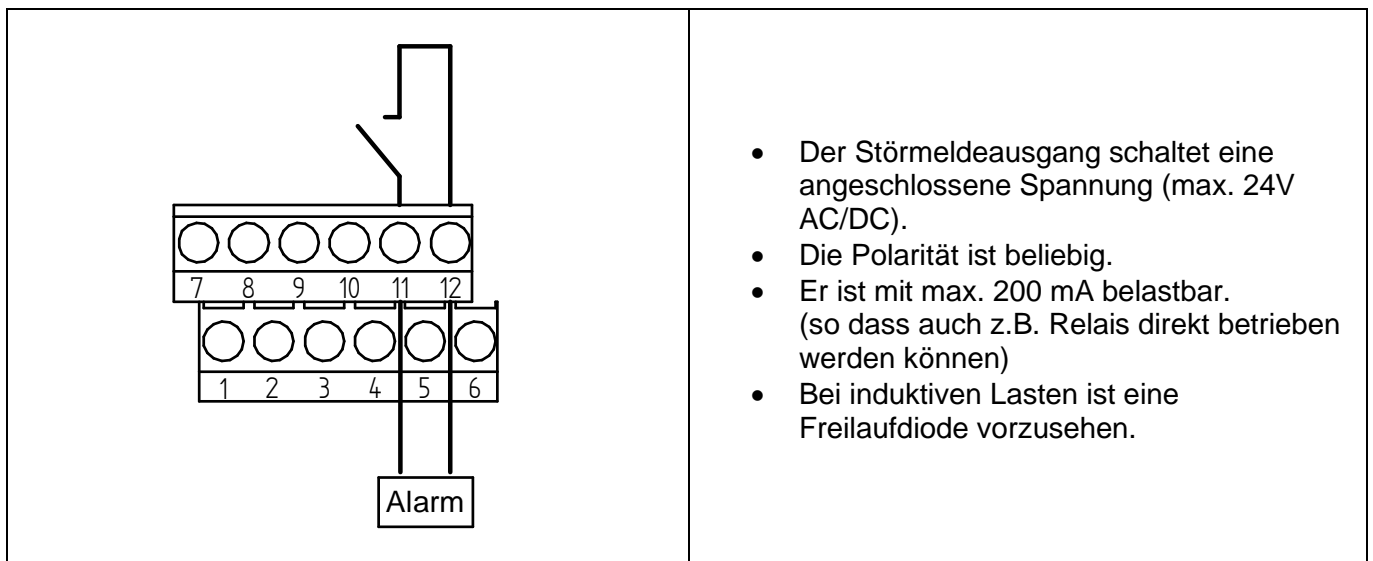 7 8 9 10 11 12
1 2 3 4 5 6
Alarm
• Der Störmeldeausgang schaltet eine
angeschlossene Spannung (max. 24V
AC/DC).
• Die Polarität ist beliebig.
• Er ist mit max. 200 mA belastbar.
(so dass auch z.B. Relais direkt betrieben
werden können)
• Bei induktiven Lasten ist eine
Freilaufdiode vorzusehen.